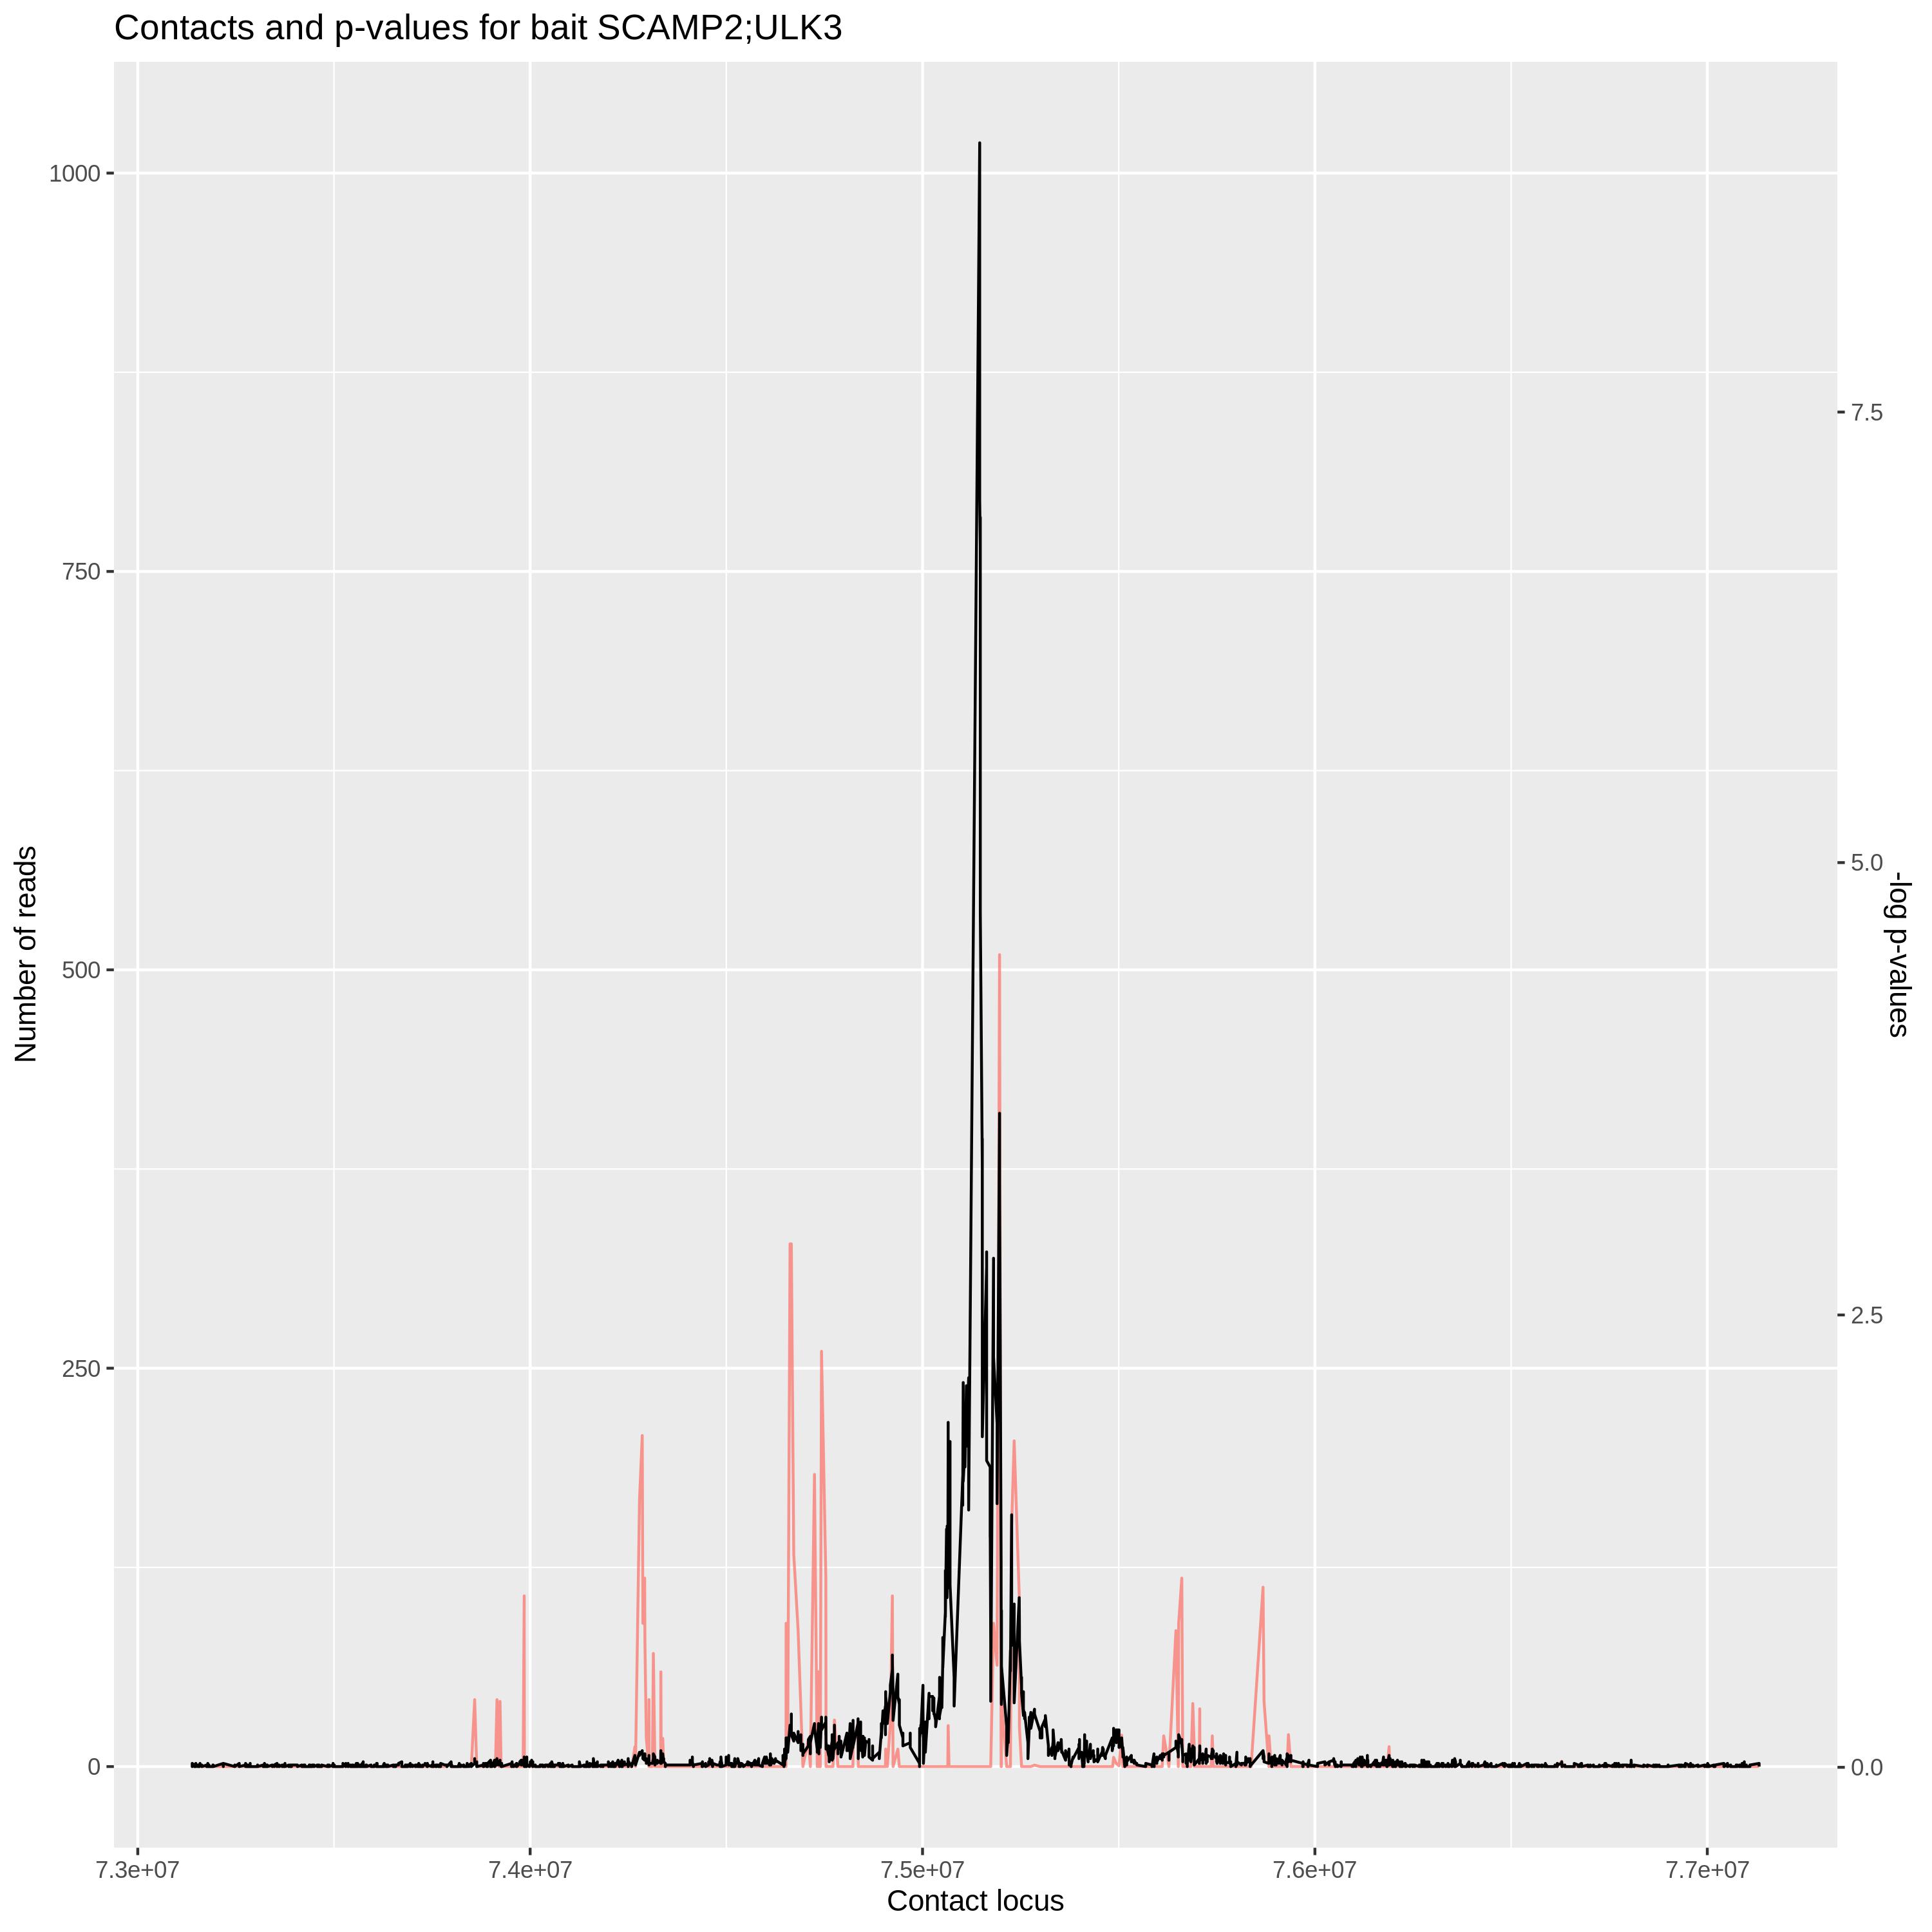 Contacts and p-values for bait SCAMP2;ULK3
1000
750
500
250
0
Number of reads
7.5
5.0
2.5
0.0
-log p-values
7.3e+07
7.4e+07
7.5e+07
7.6e+07
7.7e+07
Contact locus